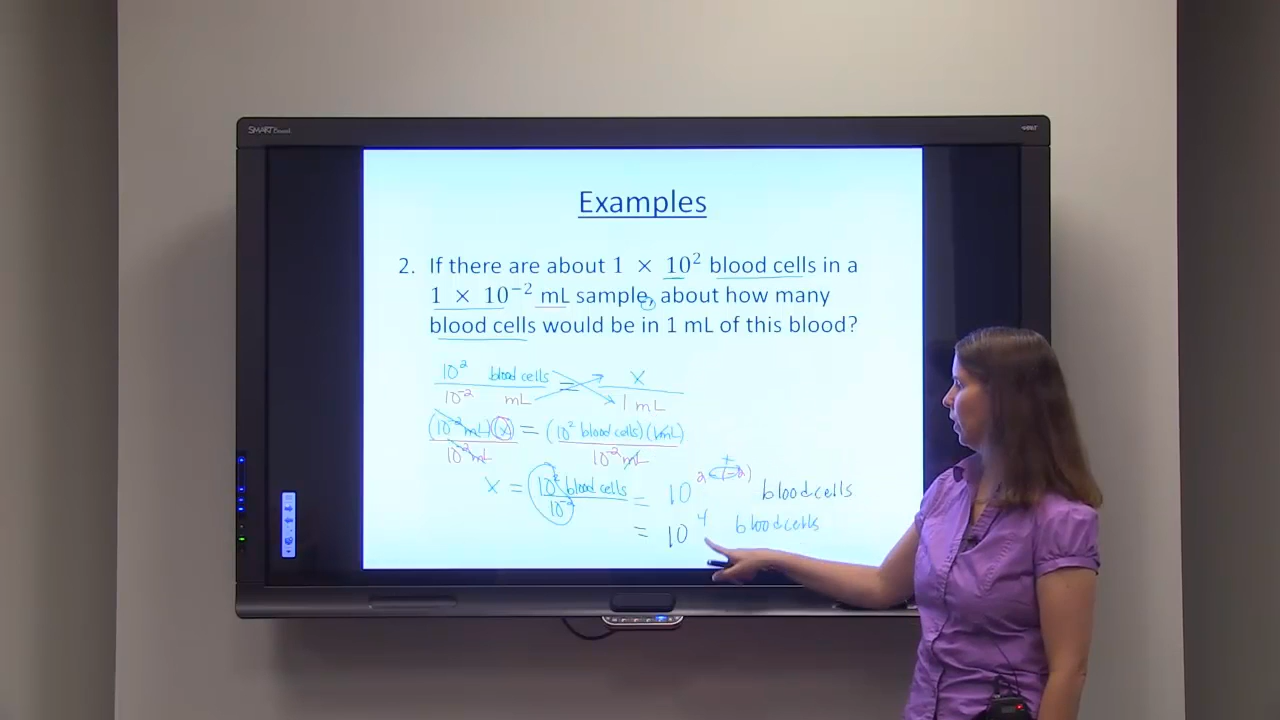 SMART Board
Examples
2. If there are about 1 × 10² blood cells in a
1 × 10⁻² mL sample, about how many
blood cells would be in 1 mL of this blood?
10² blood cells = x
10⁻² mL 1 mL
(10⁻² mL)(x) = (10² blood cells)(1mL)
10⁻² mL 10⁻² mL
x = 10² blood cells = 10 2-(-2) blood cells
10⁻²
= 10⁴ blood cells